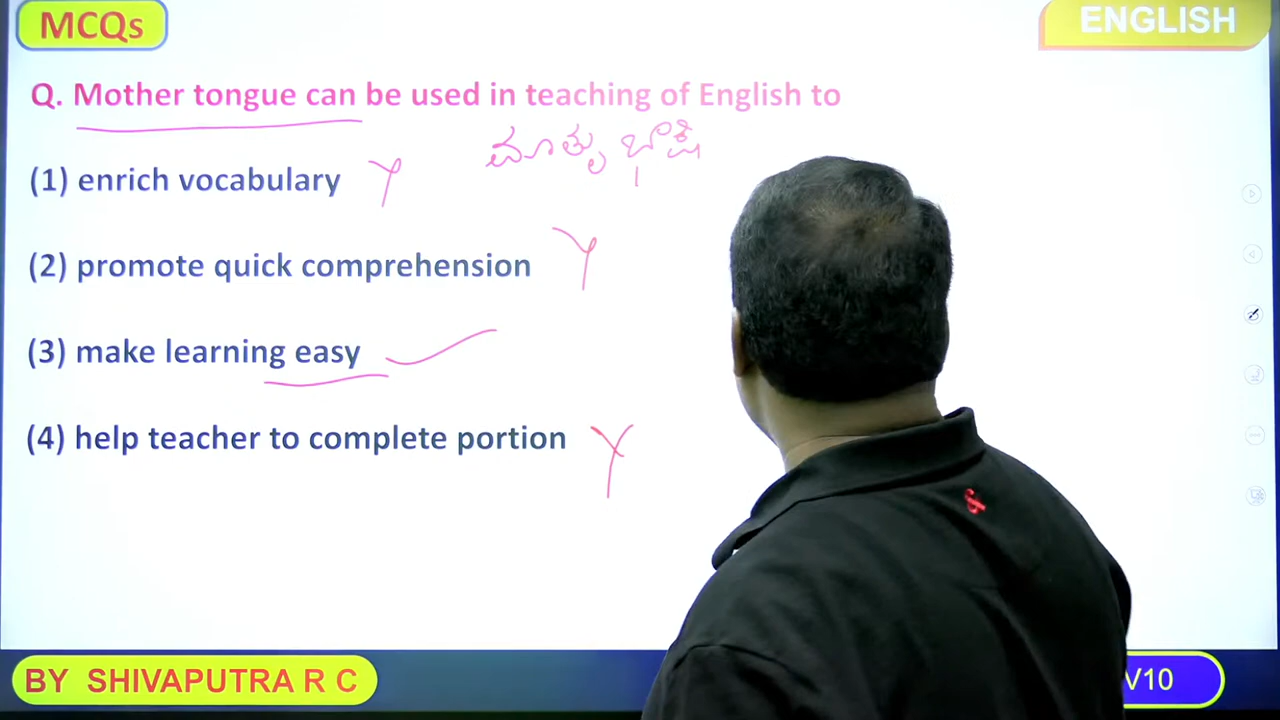 MCQs
ENGLISH
Q. Mother tongue can be used in teaching of English to
ಮಾತೃ ಭಾಷೆ
(1) enrich vocabulary
(2) promote quick comprehension
(3) make learning easy
(4) help teacher to complete portion
&
BY SHIVAPUTRA R C
V10